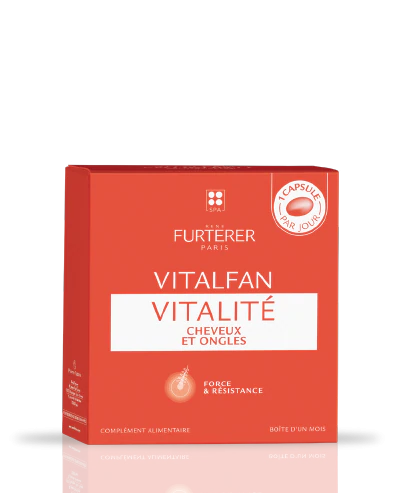 1 CAPSULE
PAR JOUR
SPA
RENE
FURTERER
PARIS
VITALFAN
VITALITÉ
CHEVEUX
ET ONGLES
FORCE
& RÉSISTANCE
COMPLÉMENT ALIMENTAIRE
BOÎTE D'UN MOIS